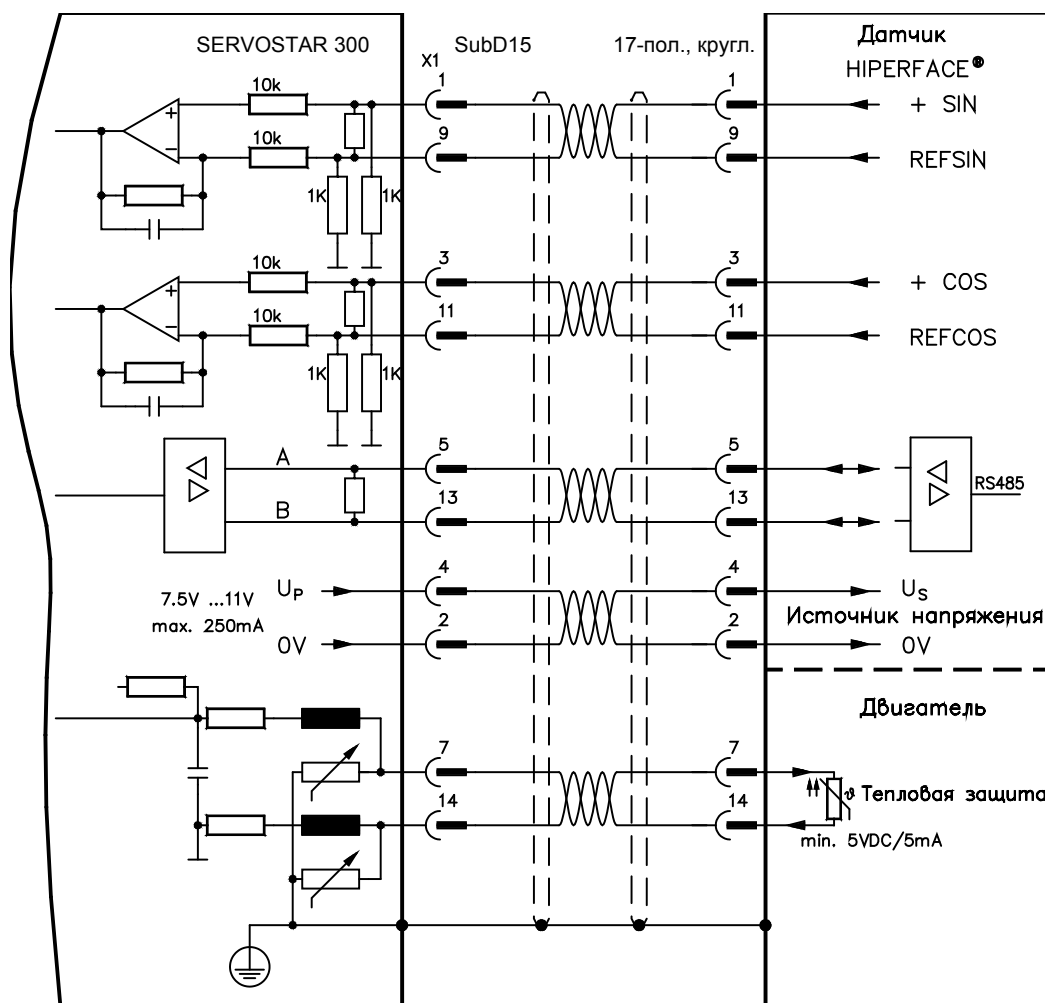 SERVOSTAR 300
SubD15
17-пол., кругл.
Датчик
HIPERFACE®
X1
10k
1
1
+ SIN
+
10k
9
9
REFSIN
−
1K
1K
10k
3
3
+ COS
+
10k
11
11
REFCOS
−
1K
1K
A
5
5
RS485
B
13
13
7.5V ...11V
max. 250mA
UP
4
4
US
Источник напряжения
0V
2
2
0V
Двигатель
7
7
ϑ Тепловая защита
14
14
min. 5VDC/5mA